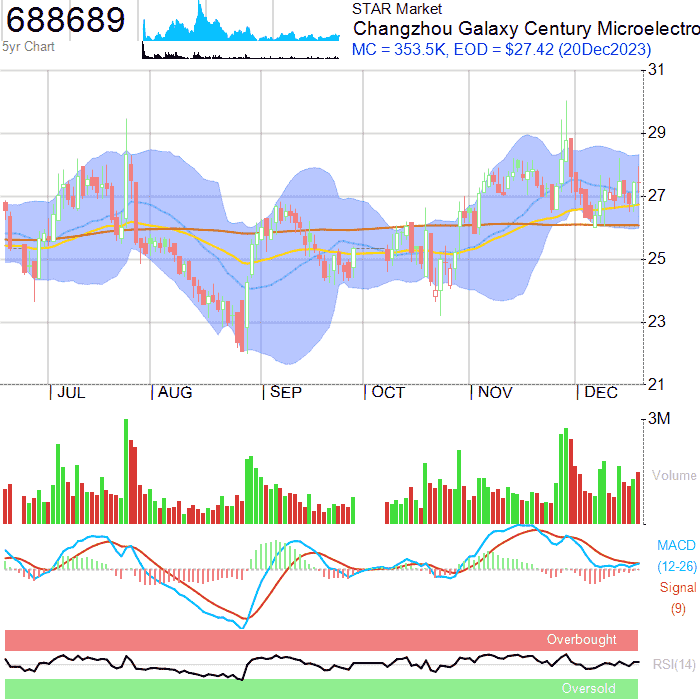 688689
5yr Chart
STAR Market
Changzhou Galaxy Century Microelectro
MC = 353.5K, EOD = $27.42 (20Dec2023)
31
29
27
25
23
21
JUL
AUG
SEP
OCT
NOV
DEC
3M
Volume
MACD
(12-26)
Signal
(9)
Overbought
RSI(14)
Oversold